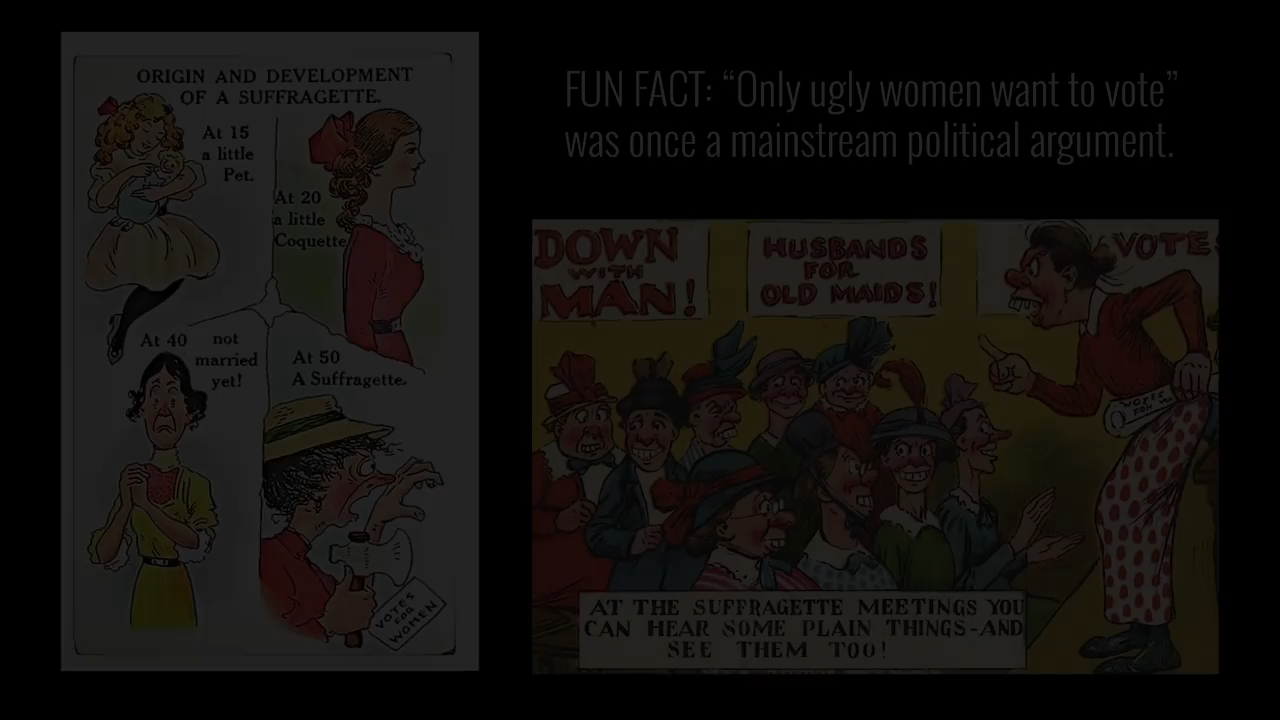 ORIGIN AND DEVELOPMENT
OF A SUFFRAGETTE.
At 15
a little
Pet.
At 20
a little
Coquette
At 40 not
married
yet!
At 50
A Suffragette.
VOTES
FOR
WOMEN
FUN FACT: “Only ugly women want to vote”
was once a mainstream political argument.
DOWN
WITH
MAN!
HUSBANDS
FOR
OLD MAIDS!
VOTES
VOTES
AT THE SUFFRAGETTE MEETINGS YOU
CAN HEAR SOME PLAIN THINGS-AND
SEE THEM TOO!